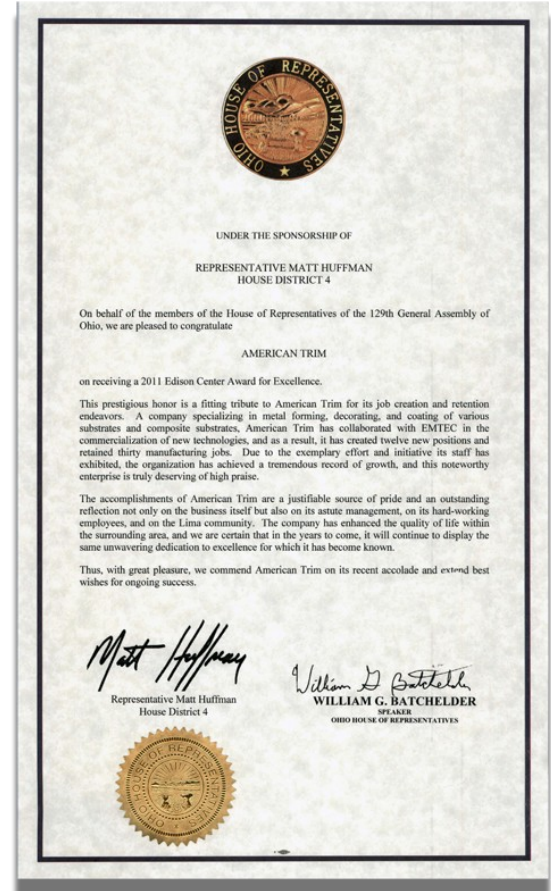 OHIO HOUSE OF REPRESENTATIVES
UNDER THE SPONSORSHIP OF
REPRESENTATIVE MATT HUFFMAN
HOUSE DISTRICT 4
On behalf of the members of the House of Representatives of the 129th General Assembly of
Ohio, we are pleased to congratulate
AMERICAN TRIM
on receiving a 2011 Edison Center Award for Excellence.
This prestigious honor is a fitting tribute to American Trim for its job creation and retention
endeavors. A company specializing in metal forming, decorating, and coating of various
substrates and composite substrates, American Trim has collaborated with EMTEC in the
commercialization of new technologies, and as a result, it has created twelve new positions and
retained thirty manufacturing jobs. Due to the exemplary effort and initiative its staff has
exhibited, the organization has achieved a tremendous record of growth, and this noteworthy
enterprise is truly deserving of high praise.
The accomplishments of American Trim are a justifiable source of pride and an outstanding
reflection not only on the business itself but also on its astute management, on its hard-working
employees, and on the Lima community. The company has enhanced the quality of life within
the surrounding area, and we are certain that in the years to come, it will continue to display the
same unwavering dedication to excellence for which it has become known.
Thus, with great pleasure, we commend American Trim on its recent accolade and extend best
wishes for ongoing success.
Matt Huffman
William G Batchelder
Representative Matt Huffman
House District 4
WILLIAM G. BATCHELDER
SPEAKER
OHIO HOUSE OF REPRESENTATIVES
OHIO HOUSE OF REPRESENTATIVES